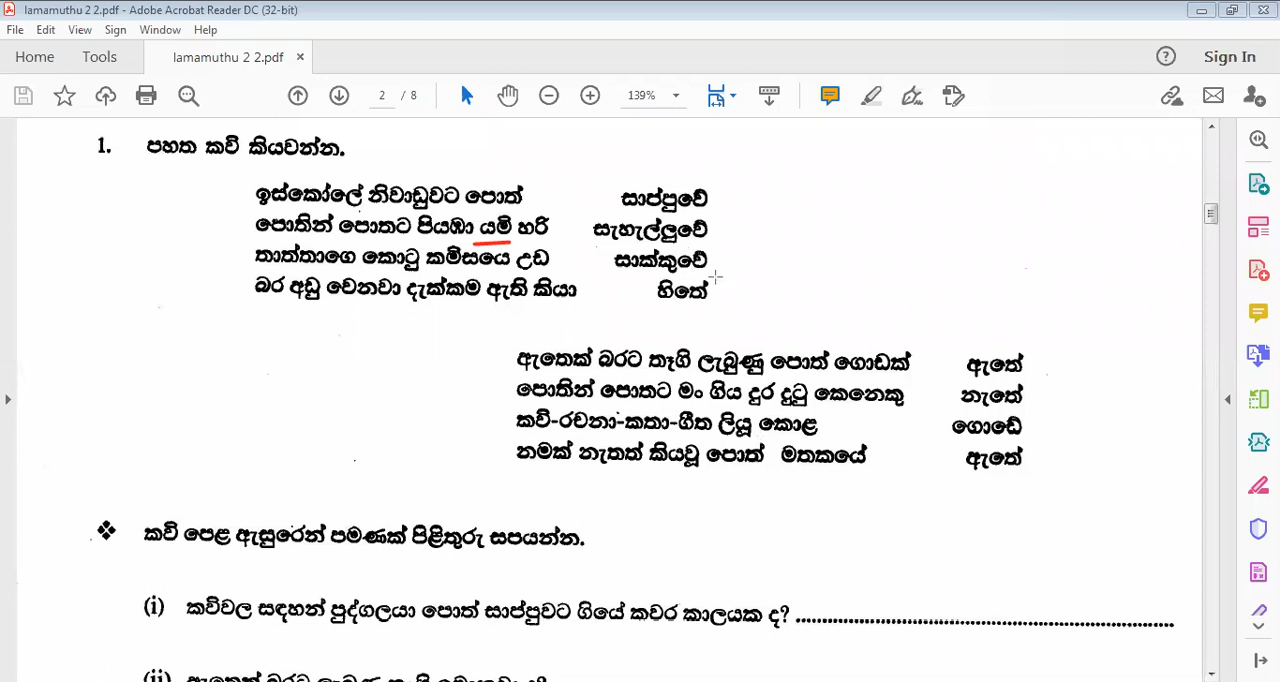 lamamuthu 2 2.pdf - Adobe Acrobat Reader DC (32-bit)
File Edit View Sign Window Help
Home Tools lamamuthu 2 2.pdf × Sign In
2 / 8 139%
1. පහත කවි කියවන්න.
ඉස්කෝලේ නිවාඩුවට පොත් සාප්පුවේ
පොතින් පොතට පියඹා යමි හරි සැහැල්ලුවේ
තාත්තාගෙ කොටු කමිසයෙ උඩ සාක්කුවේ
බර අඩු වෙනවා දැක්කම ඇති කියා හිතේ
ඇතෙක් බරට තෑගි ලැබුණු පොත් ගොඩක් ඇතේ
පොතින් පොතට මං ගිය දුර දුටු කෙනෙකු නැතේ
කවි-රචනා-කතා-ගීත ලියූ කොළ ගොඩේ
නමක් නැතත් කියවූ පොත් මතකයේ ඇතේ
❖ කවි පෙළ ඇසුරෙන් පමණක් පිළිතුරු සපයන්න.
(i) කවිවල සඳහන් පුද්ගලයා පොත් සාප්පුවට ගියේ කවර කාලයක ද? ........................................